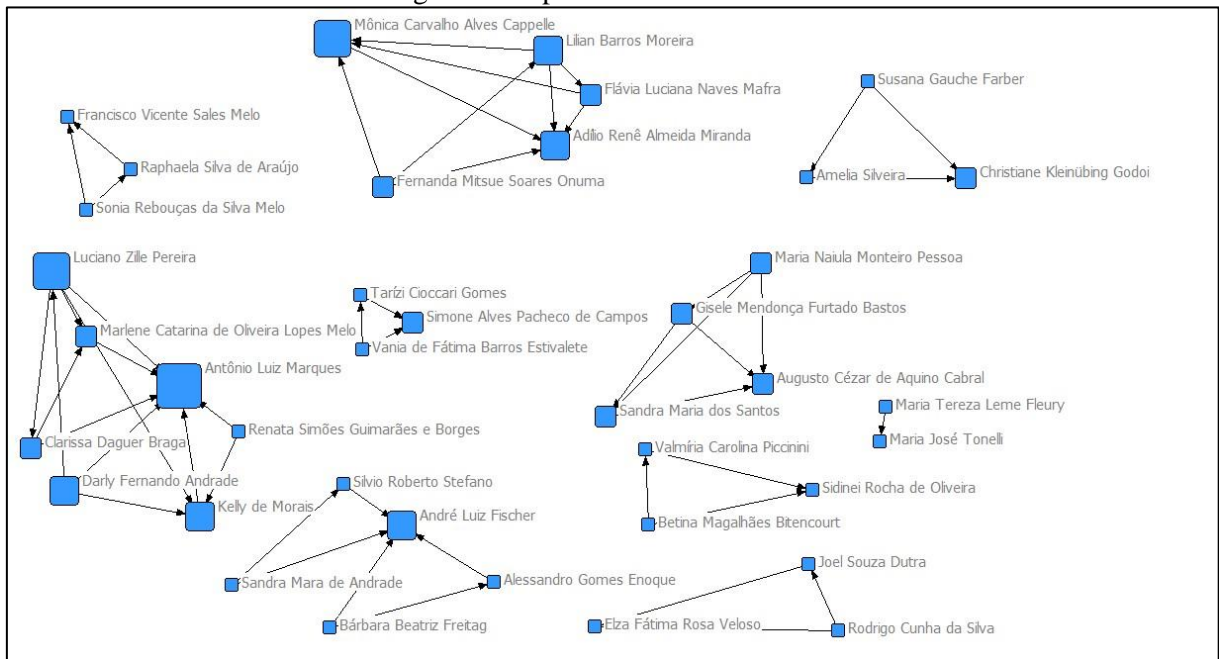 Mônica Carvalho Alves Cappelle
Lilian Barros Moreira
Susana Gauche Farber
Flávia Luciana Naves Mafra
Francisco Vicente Sales Melo
Adílio Renê Almeida Miranda
Raphaela Silva de Araújo
Amelia Silveira
Christiane Kleinübing Godoi
Fernanda Mitsue Soares Onuma
Sonia Rebouças da Silva Melo
Luciano Zille Pereira
Maria Naiula Monteiro Pessoa
Tarízi Cioccari Gomes
Gisele Mendonça Furtado Bastos
Simone Alves Pacheco de Campos
Marlene Catarina de Oliveira Lopes Melo
Vania de Fátima Barros Estivalete
Antônio Luiz Marques
Augusto Cézar de Aquino Cabral
Maria Tereza Leme Fleury
Sandra Maria dos Santos
Renata Simões Guimarães e Borges
Maria José Tonelli
Clarissa Daguer Braga
Valmíria Carolina Piccinini
Darly Fernando Andrade
Silvio Roberto Stefano
Sidinei Rocha de Oliveira
Kelly de Morais
André Luiz Fischer
Betina Magalhães Bitencourt
Joel Souza Dutra
Sandra Mara de Andrade
Alessandro Gomes Enoque
Bárbara Beatriz Freitag
Elza Fátima Rosa Veloso
Rodrigo Cunha da Silva